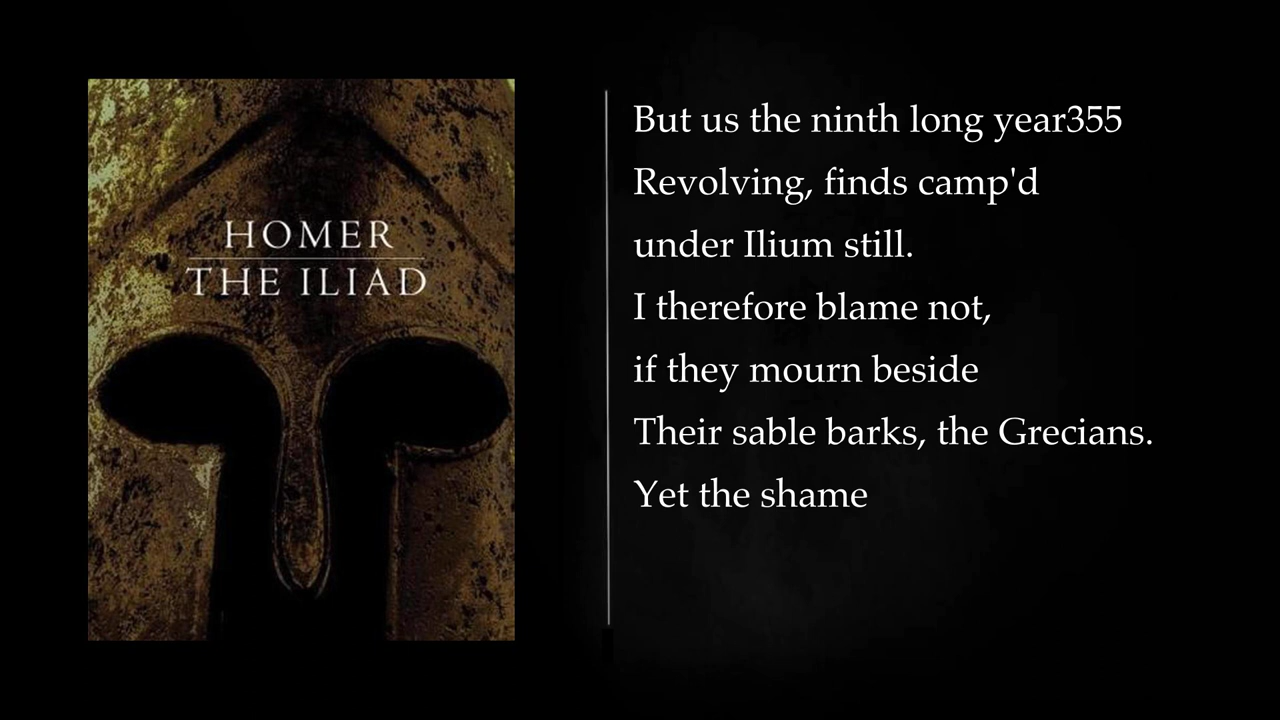 HOMER
THE ILIAD
But us the ninth long year355
Revolving, finds camp'd
under Ilium still.
I therefore blame not,
if they mourn beside
Their sable barks, the Grecians.
Yet the shame